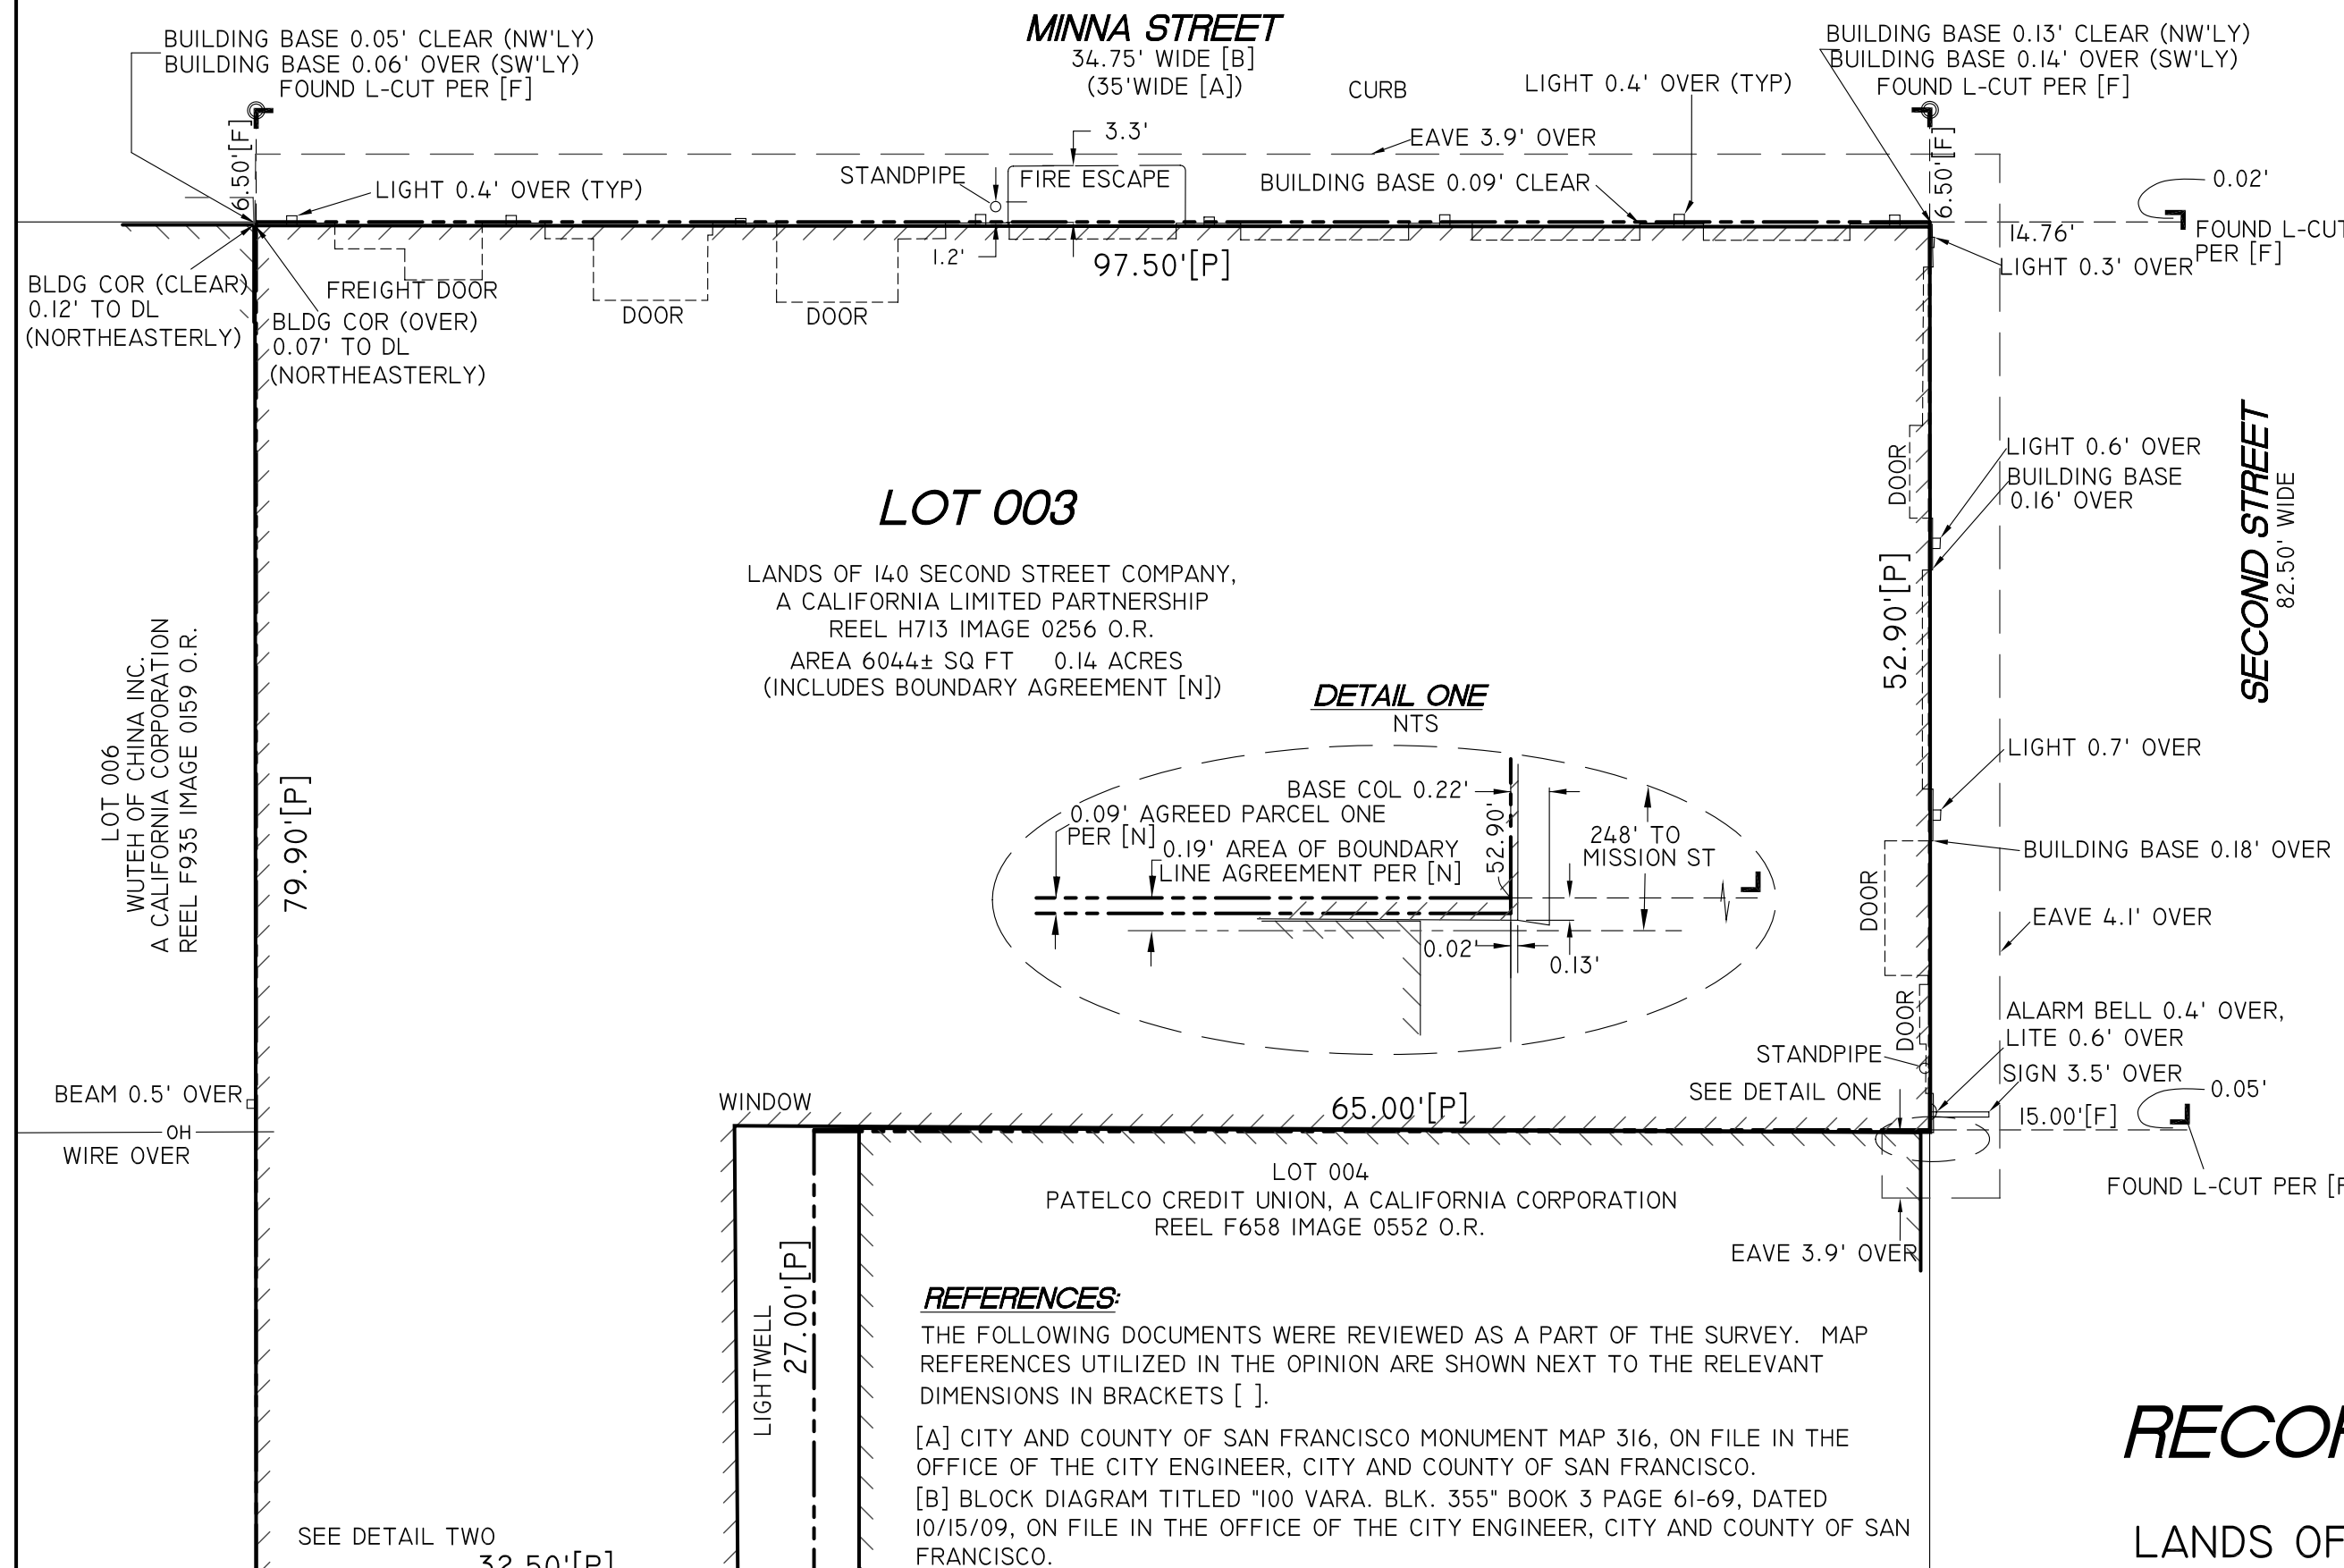 MINNA STREET
34.75' WIDE [B]
(35'WIDE [A])
CURB
BUILDING BASE 0.05' CLEAR (NW'LY)
BUILDING BASE 0.06' OVER (SW'LY)
FOUND L-CUT PER [F]
BUILDING BASE 0.13' CLEAR (NW'LY)
BUILDING BASE 0.14' OVER (SW'LY)
FOUND L-CUT PER [F]
LIGHT 0.4' OVER (TYP)
3.3'
EAVE 3.9' OVER
6.50'[F]
LIGHT 0.4' OVER (TYP)
STANDPIPE
FIRE ESCAPE
BUILDING BASE 0.09' CLEAR
6.50'[F]
0.02'
FOUND L-CUT
PER [F]
14.76'
LIGHT 0.3' OVER
1.2'
97.50'[P]
BLDG COR (CLEAR)
0.12' TO DL
(NORTHEASTERLY)
FREIGHT DOOR
BLDG COR (OVER)
0.07' TO DL
(NORTHEASTERLY)
DOOR
DOOR
LOT 003
LANDS OF 140 SECOND STREET COMPANY,
A CALIFORNIA LIMITED PARTNERSHIP
REEL H713 IMAGE 0256 O.R.
AREA 6044± SQ FT 0.14 ACRES
(INCLUDES BOUNDARY AGREEMENT [N])
DOOR
LIGHT 0.6' OVER
BUILDING BASE
0.16' OVER
SECOND STREET
82.50' WIDE
52.90'[P]
LOT 006
WUTEH OF CHINA INC.
A CALIFORNIA CORPORATION
REEL F935 IMAGE 0159 O.R.
79.90'[P]
DETAIL ONE
NTS
BASE COL 0.22'
0.09' AGREED PARCEL ONE
PER [N]
0.19' AREA OF BOUNDARY
LINE AGREEMENT PER [N]
52.90'
248' TO
MISSION ST
0.02'
0.13'
LIGHT 0.7' OVER
BUILDING BASE 0.18' OVER
DOOR
EAVE 4.1' OVER
DOOR
ALARM BELL 0.4' OVER,
LITE 0.6' OVER
STANDPIPE
SIGN 3.5' OVER
SEE DETAIL ONE
0.05'
15.00'[F]
FOUND L-CUT PER [F
BEAM 0.5' OVER
OH
WIRE OVER
WINDOW
65.00'[P]
LOT 004
PATELCO CREDIT UNION, A CALIFORNIA CORPORATION
REEL F658 IMAGE 0552 O.R.
EAVE 3.9' OVER
LIGHTWELL
27.00'[P]
REFERENCES:
THE FOLLOWING DOCUMENTS WERE REVIEWED AS A PART OF THE SURVEY. MAP
REFERENCES UTILIZED IN THE OPINION ARE SHOWN NEXT TO THE RELEVANT
DIMENSIONS IN BRACKETS [ ].
[A] CITY AND COUNTY OF SAN FRANCISCO MONUMENT MAP 316, ON FILE IN THE
OFFICE OF THE CITY ENGINEER, CITY AND COUNTY OF SAN FRANCISCO.
[B] BLOCK DIAGRAM TITLED "100 VARA. BLK. 355" BOOK 3 PAGE 61-69, DATED
10/15/09, ON FILE IN THE OFFICE OF THE CITY ENGINEER, CITY AND COUNTY OF SAN
FRANCISCO.
SEE DETAIL TWO
32.50'[P]
RECOR
LANDS OF